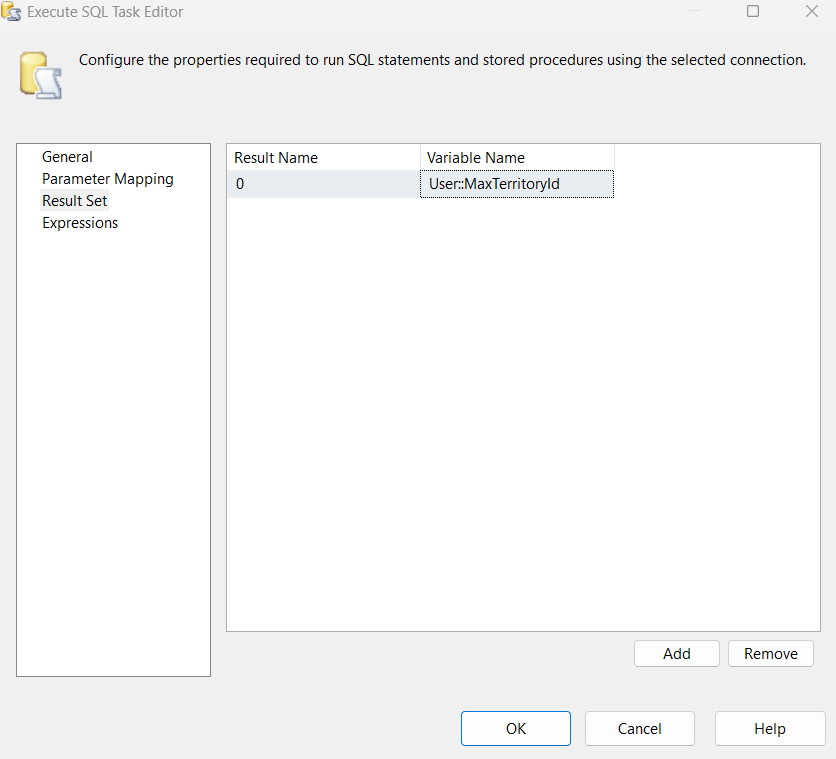 Execute SQL Task Editor
Configure the properties required to run SQL statements and stored procedures using the selected connection.
General
Parameter Mapping
Result Set
Expressions
Result Name Variable Name
0 User::MaxTerritoryId
Add Remove
OK Cancel Help